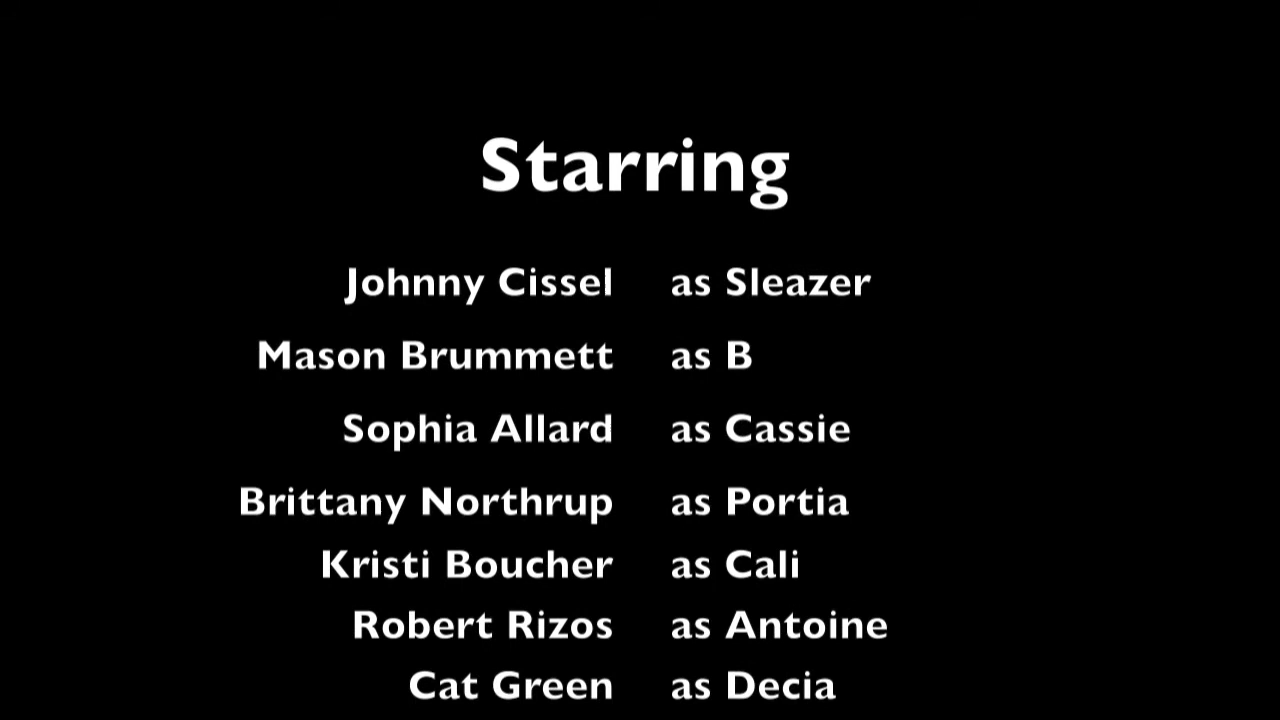 Starring
Johnny Cissel as Sleazer
Mason Brummett as B
Sophia Allard as Cassie
Brittany Northrup as Portia
Kristi Boucher as Cali
Robert Rizos as Antoine
Cat Green as Decia